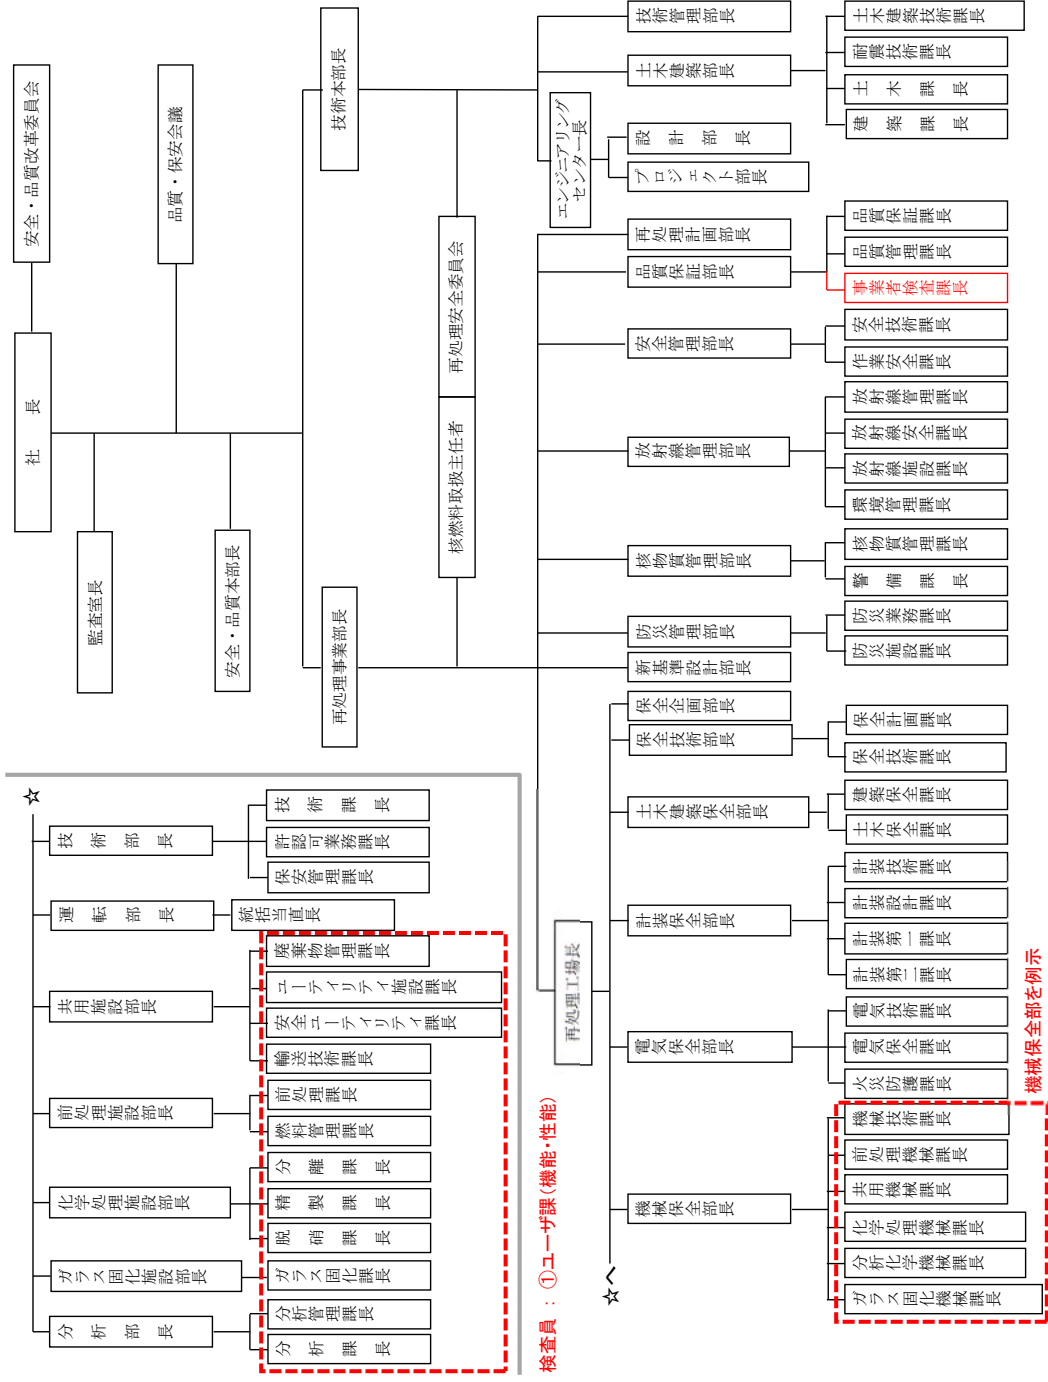 安全・品質改革委員会
社　長
品質・保安会議
監査室長
安全・品質本部長
技術本部長
再処理事業部長
再処理安全委員会
核燃料取扱主任者
技術管理部長
土木建築部長
土木建築技術課長
耐震技術課長
土木課長
建築課長
エンジニアリング
センター長
設計部長
プロジェクト部長
再処理計画部長
品質保証部長
品質保証課長
品質管理課長
事業者検査課長
安全管理部長
安全技術課長
作業安全課長
放射線管理部長
放射線管理課長
放射線安全課長
放射線施設課長
環境管理課長
核物質管理部長
核物質管理課長
警備課長
防災管理部長
防災業務課長
防災施設課長
新基準設計部長
再処理工場長
保全企画部長
保全技術部長
保全計画課長
保全技術課長
土木建築保全部長
建築保全課長
土木保全課長
計装保全部長
計装技術課長
計装設計課長
計装第一課長
計装第二課長
電気保全部長
電気技術課長
電気保全課長
火災防護課長
機械保全部長
機械技術課長
前処理機械課長
共用機械課長
化学処理機械課長
分析化学機械課長
ガラス固化機械課長
機械保全部を例示
☆へ
☆
技術部長
技術課長
許認可業務課長
保安管理課長
運転部長
統括当直長
共用施設部長
廃棄物管理課長
ユーティリティ施設課長
安全ユーティリティ課長
輸送技術課長
前処理施設部長
前処理課長
燃料管理課長
化学処理施設部長
分離課長
精製課長
脱硝課長
ガラス固化施設部長
ガラス固化課長
分析部長
分析管理課長
分析課長
検査員：①ユーザ課(機能・性能)